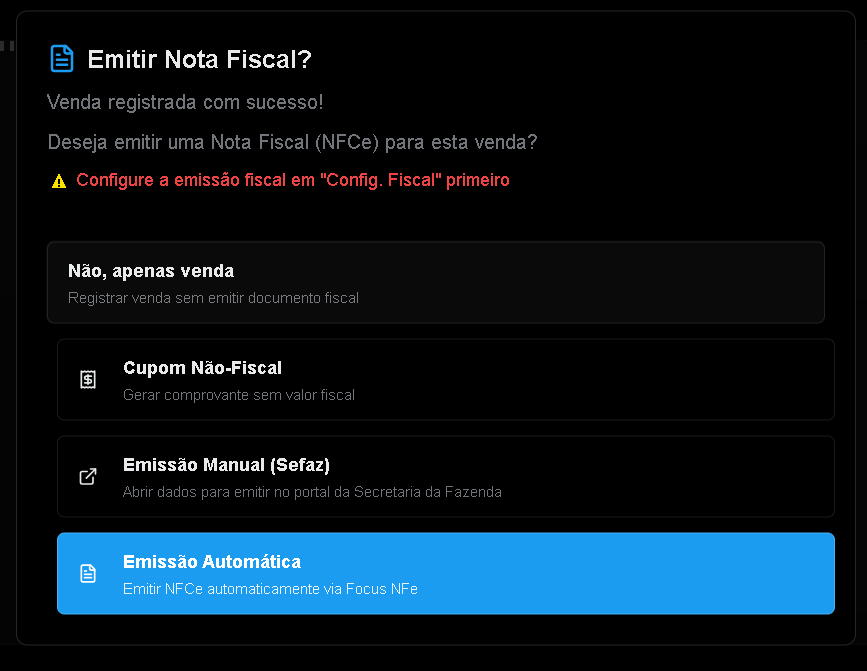 Emitir Nota Fiscal?
Venda registrada com sucesso!
Deseja emitir uma Nota Fiscal (NFCe) para esta venda?
Configure a emissão fiscal em "Config. Fiscal" primeiro
Não, apenas venda
Registrar venda sem emitir documento fiscal
Cupom Não-Fiscal
Gerar comprovante sem valor fiscal
Emissão Manual (Sefaz)
Abrir dados para emitir no portal da Secretaria da Fazenda
Emissão Automática
Emitir NFCe automaticamente via Focus NFe